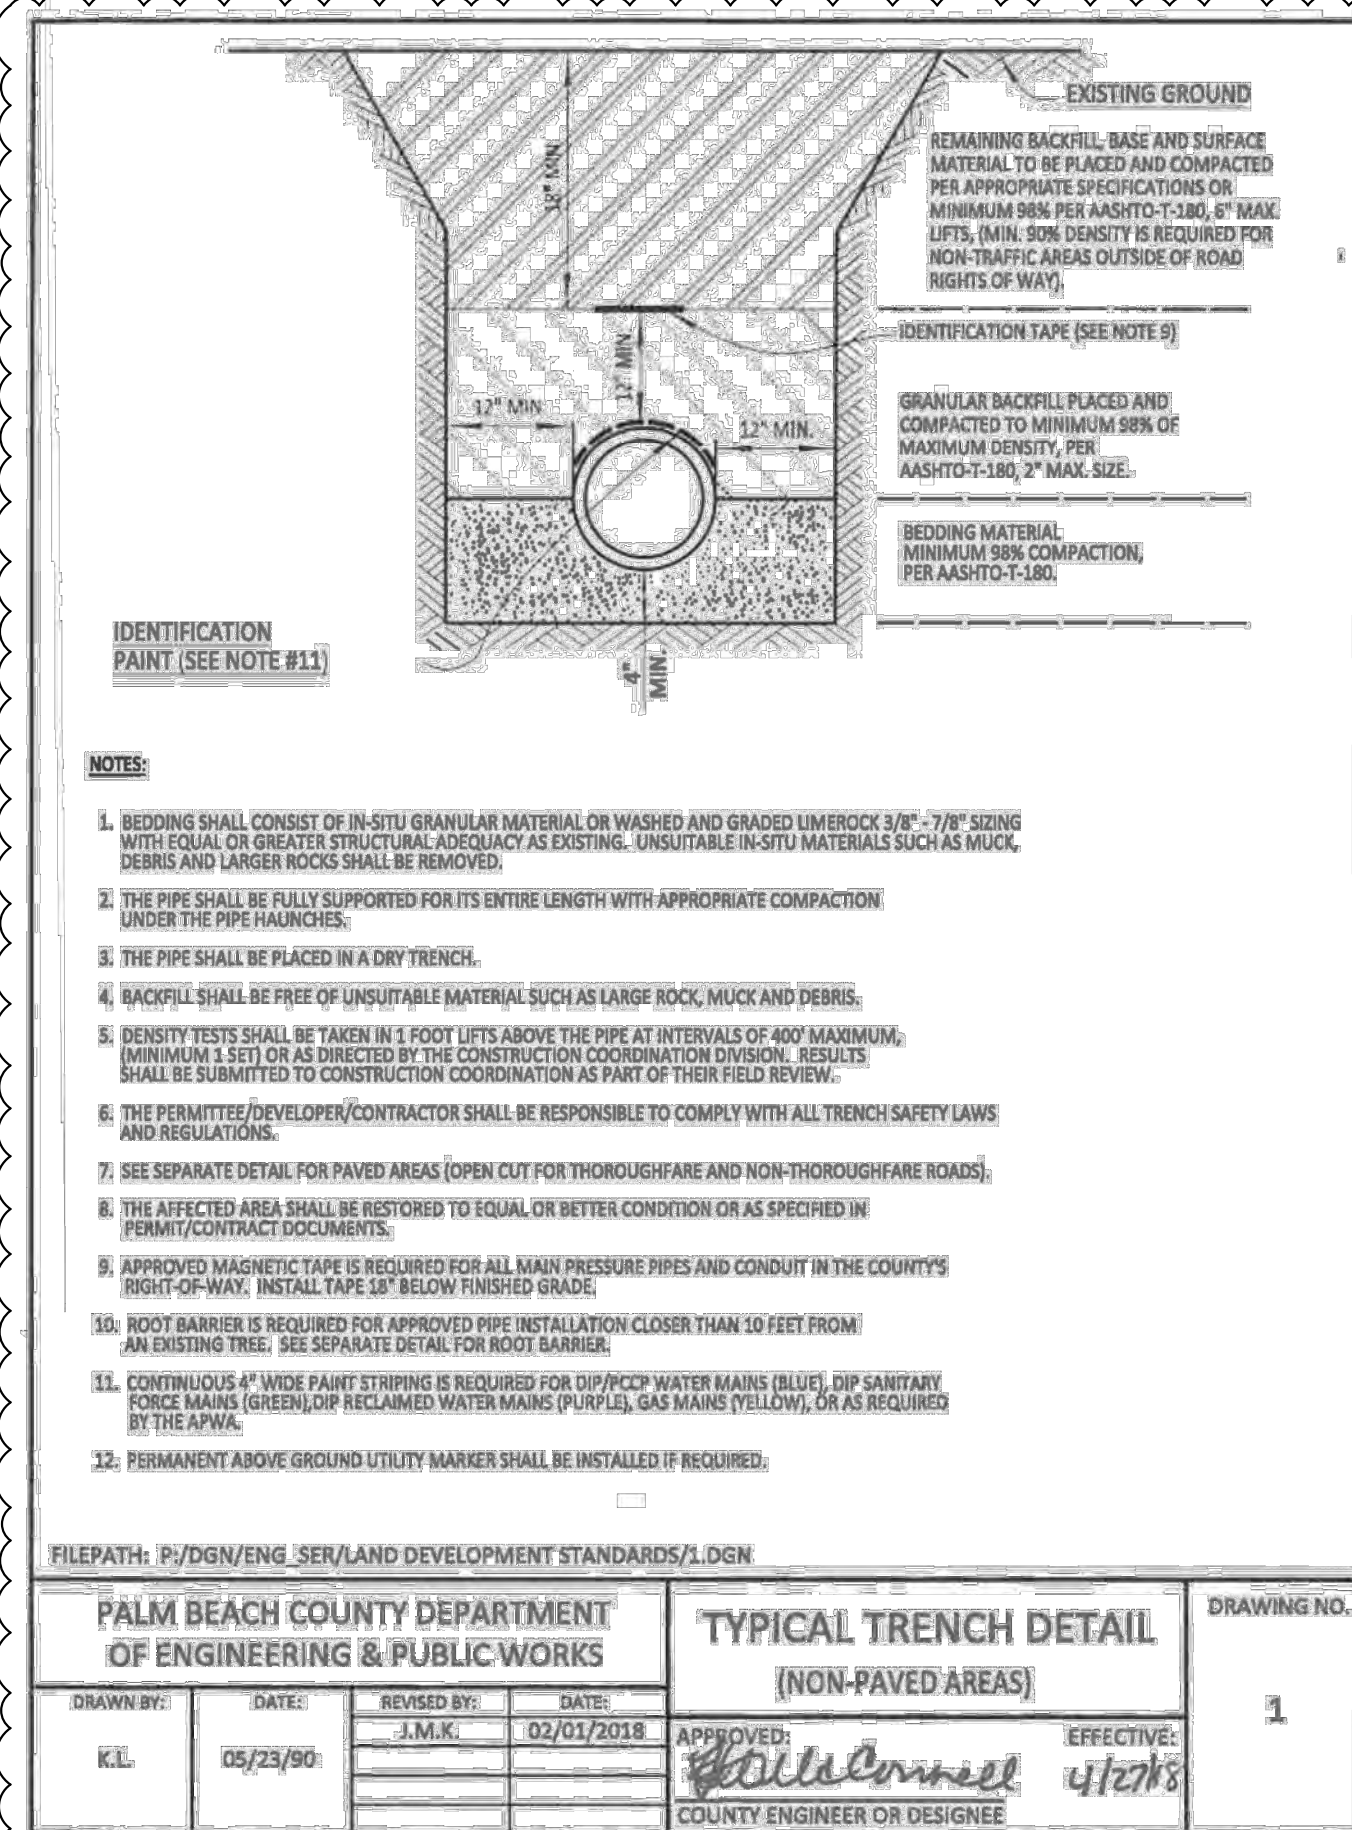 EXISTING GROUND
REMAINING BACKFILL, BASE AND SURFACE
MATERIAL TO BE PLACED AND COMPACTED
PER APPROPRIATE SPECIFICATIONS OR
MINIMUM 98% PER AASHTO-T-180, 6" MAX.
LIFTS, (MIN. 90% DENSITY IS REQUIRED FOR
NON-TRAFFIC AREAS OUTSIDE OF ROAD
RIGHTS OF WAY).
MIN
IDENTIFICATION TAPE (SEE NOTE 9)
12" MIN
12" MIN
12" MIN.
GRANULAR BACKFILL PLACED AND
COMPACTED TO MINIMUM 98% OF
MAXIMUM DENSITY, PER
AASHTO-T-180, 2" MAX. SIZE.
BEDDING MATERIAL
MINIMUM 98% COMPACTION,
PER AASHTO-T-180.
IDENTIFICATION
PAINT (SEE NOTE #11)
4"
MIN.
NOTES:
1. BEDDING SHALL CONSIST OF IN-SITU GRANULAR MATERIAL OR WASHED AND GRADED LIMEROCK 3/8" - 7/8" SIZING
WITH EQUAL OR GREATER STRUCTURAL ADEQUACY AS EXISTING. UNSUITABLE IN-SITU MATERIALS SUCH AS MUCK,
DEBRIS AND LARGER ROCKS SHALL BE REMOVED.
2. THE PIPE SHALL BE FULLY SUPPORTED FOR ITS ENTIRE LENGTH WITH APPROPRIATE COMPACTION
UNDER THE PIPE HAUNCHES.
3. THE PIPE SHALL BE PLACED IN A DRY TRENCH.
4. BACKFILL SHALL BE FREE OF UNSUITABLE MATERIAL SUCH AS LARGE ROCK, MUCK AND DEBRIS.
5. DENSITY TESTS SHALL BE TAKEN IN 1 FOOT LIFTS ABOVE THE PIPE AT INTERVALS OF 400' MAXIMUM,
(MINIMUM 1 SET) OR AS DIRECTED BY THE CONSTRUCTION COORDINATION DIVISION. RESULTS
SHALL BE SUBMITTED TO CONSTRUCTION COORDINATION AS PART OF THEIR FIELD REVIEW.
6. THE PERMITTEE/DEVELOPER/CONTRACTOR SHALL BE RESPONSIBLE TO COMPLY WITH ALL TRENCH SAFETY LAWS
AND REGULATIONS.
7. SEE SEPARATE DETAIL FOR PAVED AREAS (OPEN CUT FOR THOROUGHFARE AND NON-THOROUGHFARE ROADS).
8. THE AFFECTED AREA SHALL BE RESTORED TO EQUAL OR BETTER CONDITION OR AS SPECIFIED IN
PERMIT/CONTRACT DOCUMENTS.
9. APPROVED MAGNETIC TAPE IS REQUIRED FOR ALL MAIN PRESSURE PIPES AND CONDUIT IN THE COUNTY'S
RIGHT-OF-WAY. INSTALL TAPE 18" BELOW FINISHED GRADE.
10. ROOT BARRIER IS REQUIRED FOR APPROVED PIPE INSTALLATION CLOSER THAN 10 FEET FROM
AN EXISTING TREE. SEE SEPARATE DETAIL FOR ROOT BARRIER.
11. CONTINUOUS 4" WIDE PAINT STRIPING IS REQUIRED FOR DIP/PCCP WATER MAINS (BLUE), DIP SANITARY
FORCE MAINS (GREEN),DIP RECLAIMED WATER MAINS (PURPLE), GAS MAINS (YELLOW), OR AS REQUIRED
BY THE APWA.
12. PERMANENT ABOVE GROUND UTILITY MARKER SHALL BE INSTALLED IF REQUIRED.
FILEPATH: P:/DGN/ENG_SER/LAND DEVELOPMENT STANDARDS/1.DGN
PALM BEACH COUNTY DEPARTMENT
OF ENGINEERING & PUBLIC WORKS
DRAWN BY:
K.L.
DATE:
05/23/90
REVISED BY:
J.M.K.
DATE:
02/01/2018
TYPICAL TRENCH DETAIL
(NON-PAVED AREAS)
APPROVED:
EFFECTIVE:
4/27/18
COUNTY ENGINEER OR DESIGNEE
DRAWING NO.
1